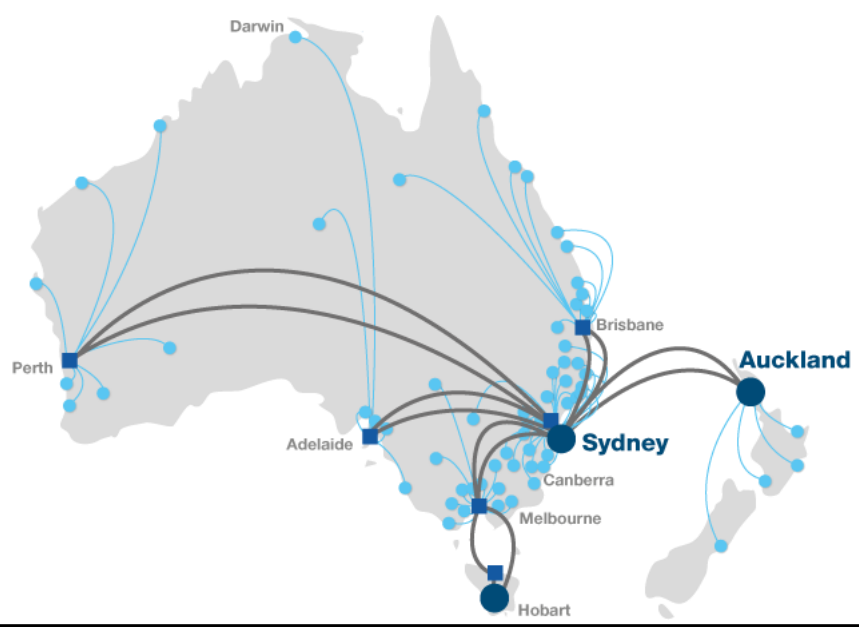 Darwin
Brisbane
Perth
Auckland
Adelaide
Sydney
Canberra
Melbourne
Hobart